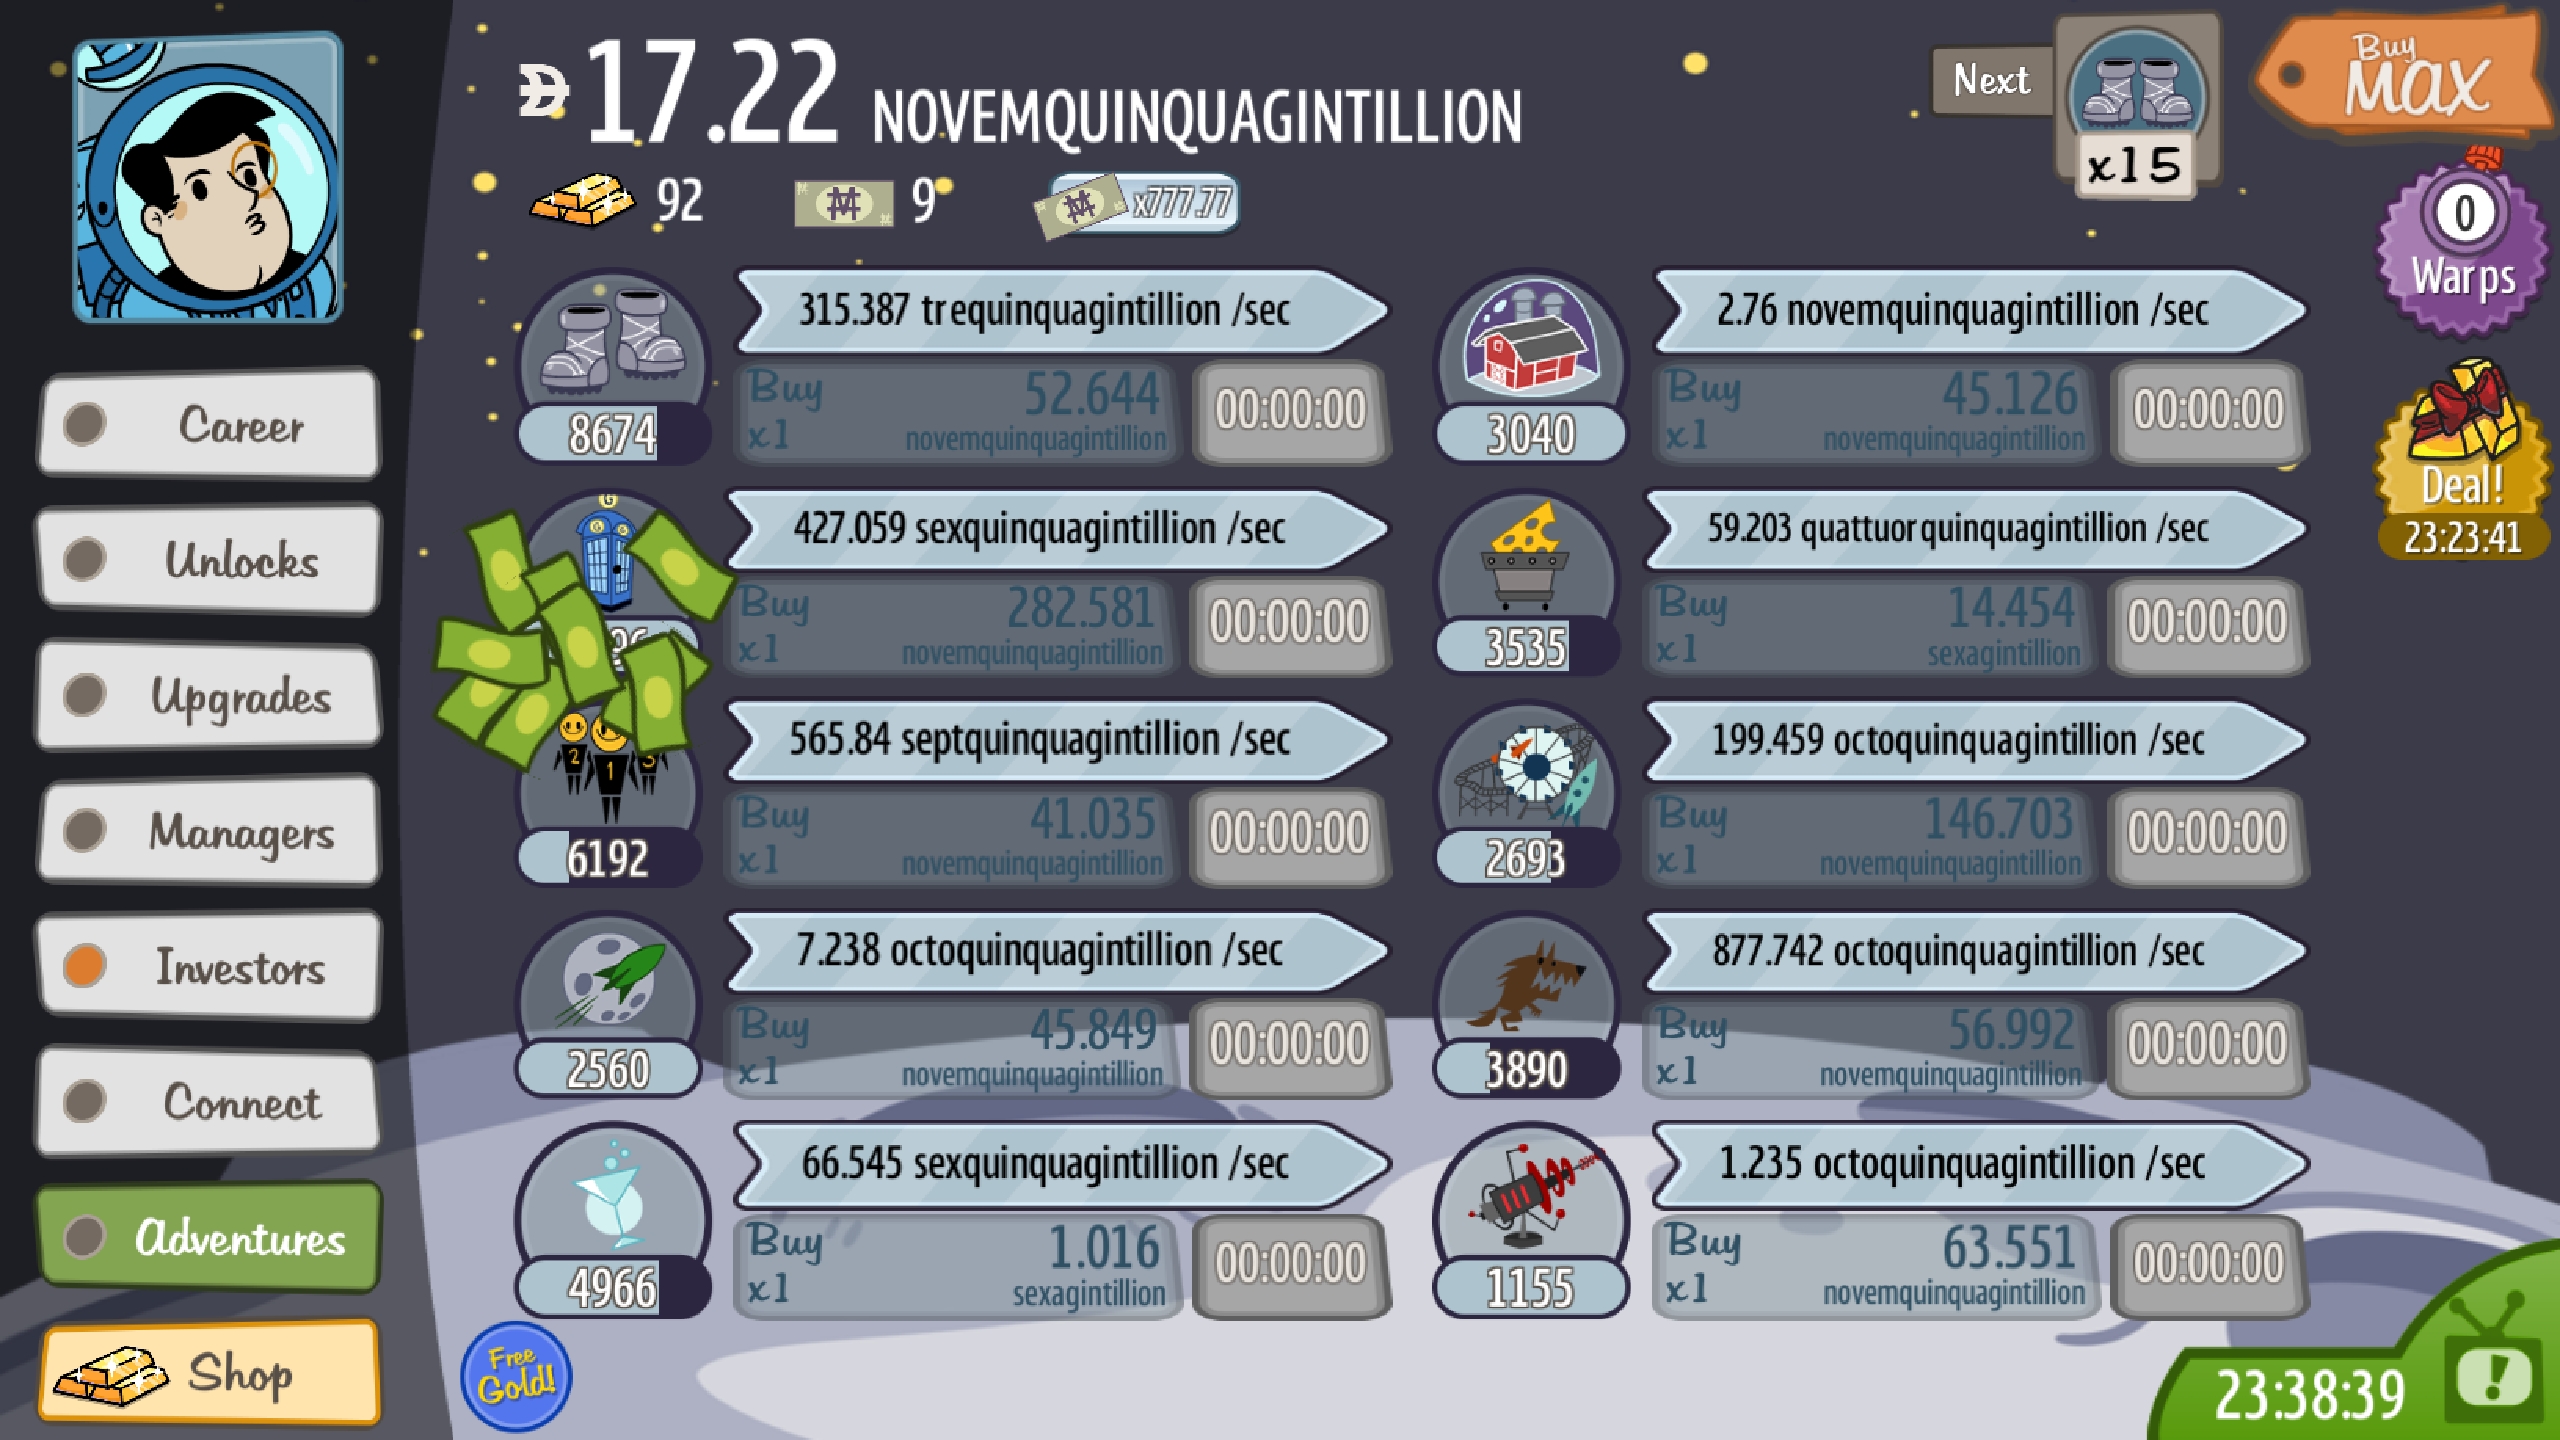 17.22 NOVEMQUINQUAGINTILLION
Next
x15
Buy
MAX
92
9
x777.77
0
Warps
Deal!
23:23:41
Career
Unlocks
Upgrades
Managers
Investors
Connect
Adventures
Shop
315.387 trequinquagintillion /sec
8674
Buy
x1
52.644
novemquinquagintillion
00:00:00
2.76 novemquinquagintillion /sec
3040
Buy
x1
45.126
novemquinquagintillion
00:00:00
G
427.059 sexquinquagintillion /sec
Buy
x1
282.581
novemquinquagintillion
00:00:00
59.203 quattuorquinquagintillion /sec
3535
Buy
x1
14.454
sexagintillion
00:00:00
565.84 septquinquagintillion /sec
2 1 3
6192
Buy
x1
41.035
novemquinquagintillion
00:00:00
199.459 octoquinquagintillion /sec
2693
Buy
x1
146.703
novemquinquagintillion
00:00:00
7.238 octoquinquagintillion /sec
2560
Buy
x1
45.849
novemquinquagintillion
00:00:00
877.742 octoquinquagintillion /sec
3890
Buy
x1
56.992
novemquinquagintillion
00:00:00
66.545 sexquinquagintillion /sec
4966
Buy
x1
1.016
sexagintillion
00:00:00
1.235 octoquinquagintillion /sec
1155
Buy
x1
63.551
novemquinquagintillion
00:00:00
Free
Gold!
23:38:39
!